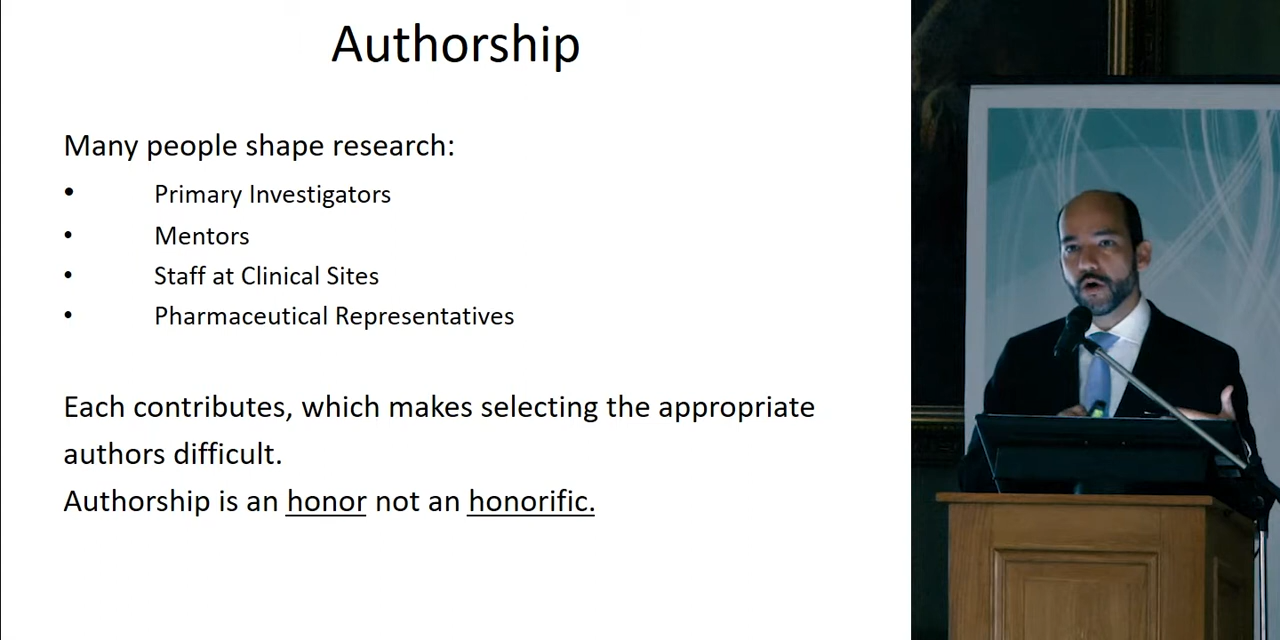 Authorship
Many people shape research:
• Primary Investigators
• Mentors
• Staff at Clinical Sites
• Pharmaceutical Representatives
Each contributes, which makes selecting the appropriate
authors difficult.
Authorship is an honor not an honorific.